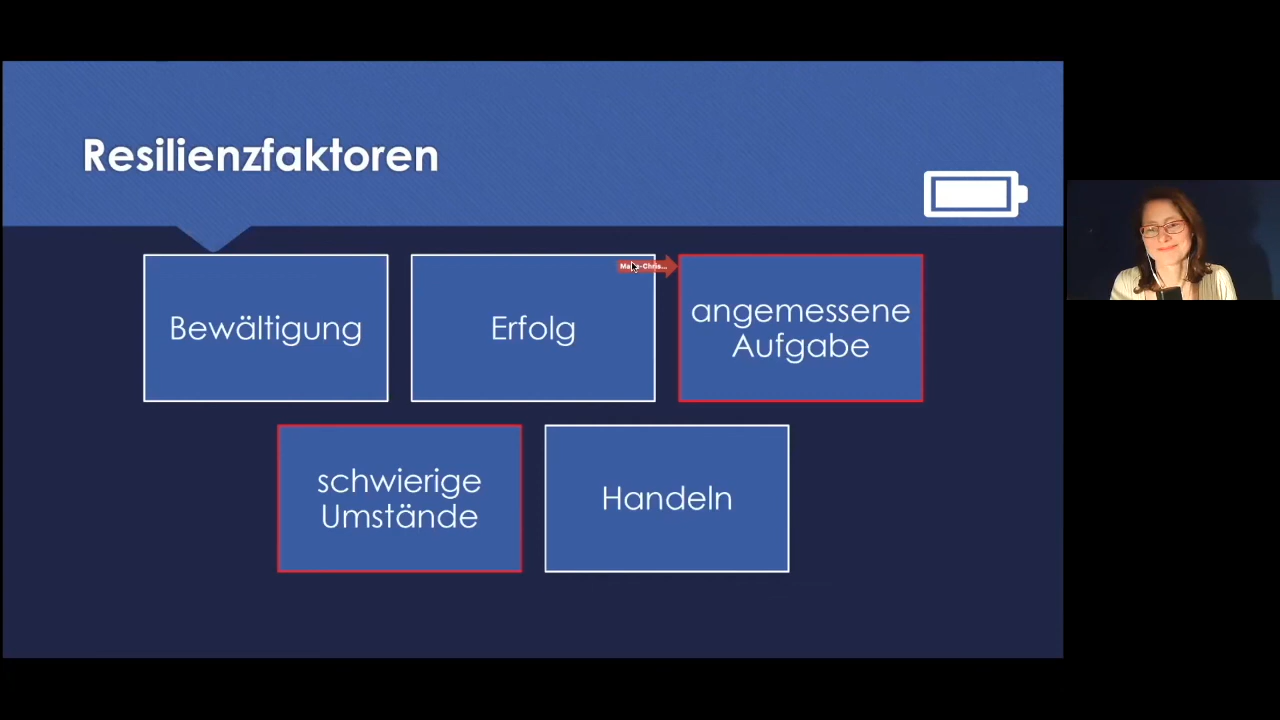 Resilienzfaktoren
Bewältigung
Erfolg
angemessene
Aufgabe
schwierige
Umstände
Handeln